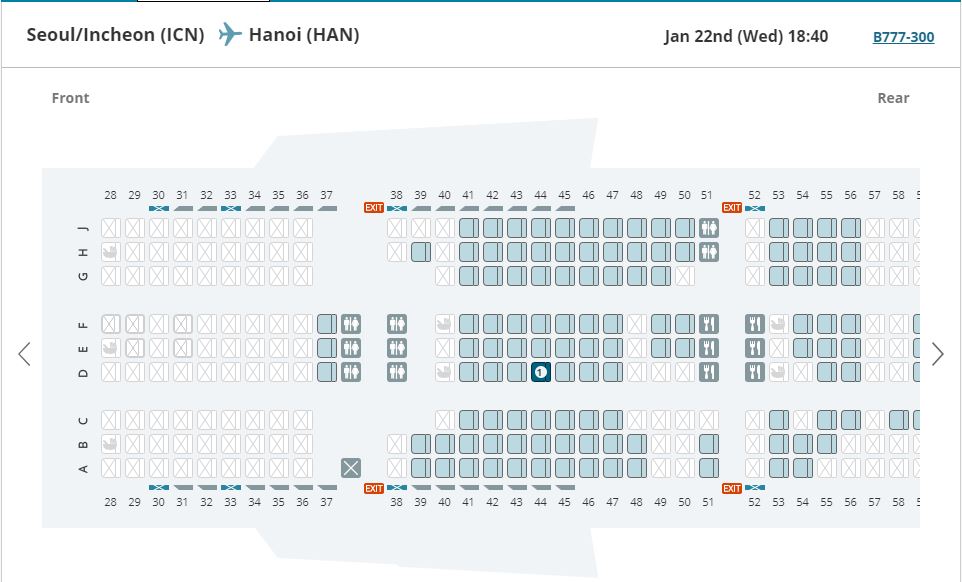 Seoul/Incheon (ICN) Hanoi (HAN) Jan 22nd (Wed) 18:40 B777-300
Front Rear
28 29 30 31 32 33 34 35 36 37 38 39 40 41 42 43 44 45 46 47 48 49 50 51 52 53 54 55 56 57 58
EXIT EXIT
J
H
G
F
E
D 1
C
B
A
EXIT EXIT
28 29 30 31 32 33 34 35 36 37 38 39 40 41 42 43 44 45 46 47 48 49 50 51 52 53 54 55 56 57 58